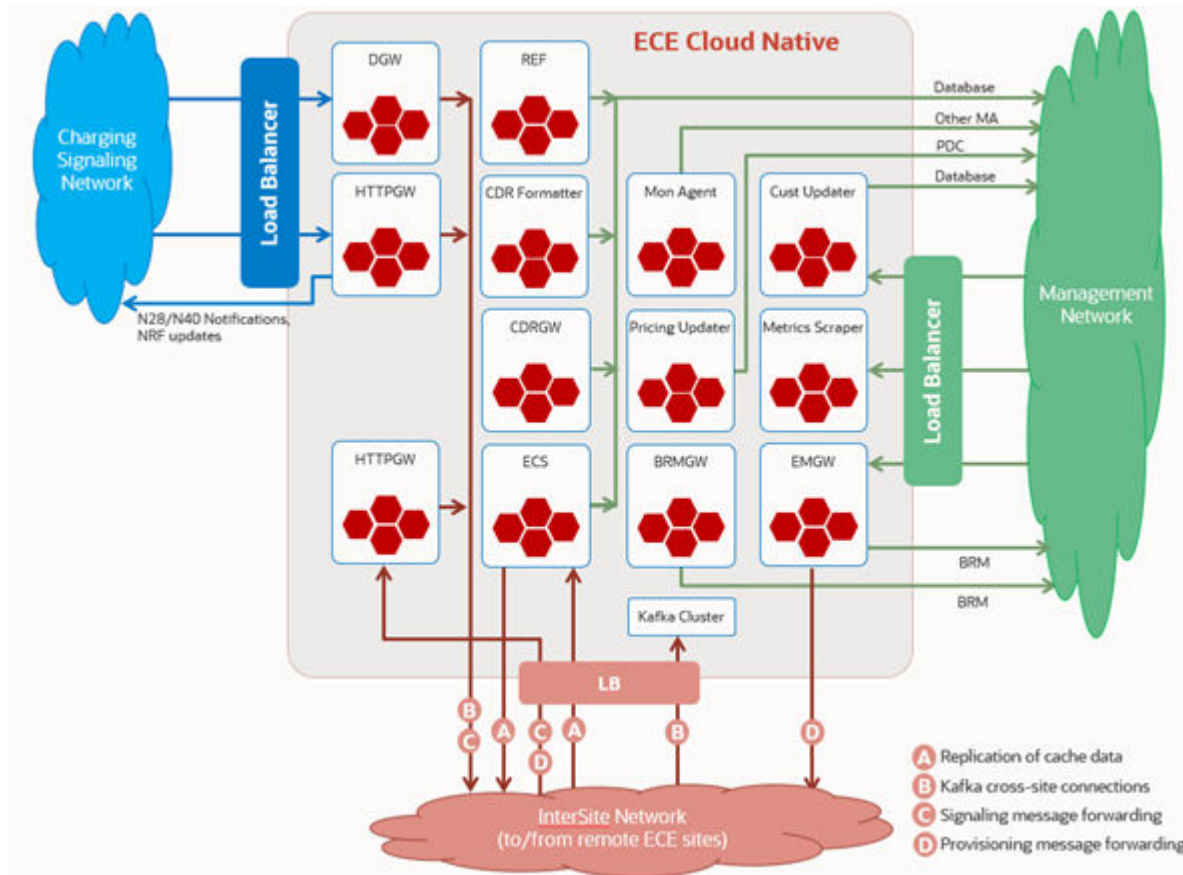 ECE Cloud Native
DGW
REF
Database
Other MA
PDC
Database
Charging
Signaling
Network
Load Balancer
HTTPGW
CDR Formatter
Mon Agent
Cust Updater
N28/N40 Notifications,
NRF updates
CDRGW
Pricing Updater
Metrics Scraper
Load Balancer
Management
Network
HTTPGW
ECS
BRMGW
EMGW
BRM
BRM
Kafka Cluster
LB
B
C
A
C
D
A
B
D
InterSite Network
(to/from remote ECE sites)
A Replication of cache data
B Kafka cross-site connections
C Signaling message forwarding
D Provisioning message forwarding